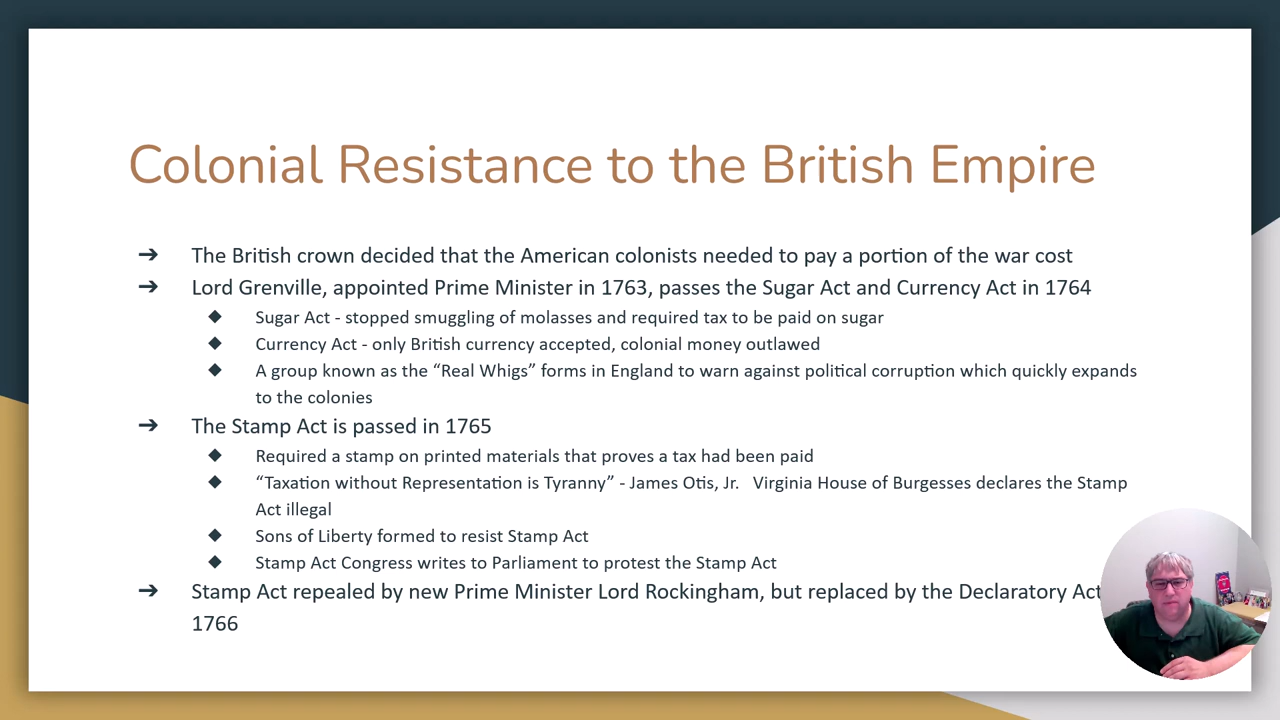 Colonial Resistance to the British Empire
➔ The British crown decided that the American colonists needed to pay a portion of the war cost
➔ Lord Grenville, appointed Prime Minister in 1763, passes the Sugar Act and Currency Act in 1764
◆ Sugar Act - stopped smuggling of molasses and required tax to be paid on sugar
◆ Currency Act - only British currency accepted, colonial money outlawed
◆ A group known as the “Real Whigs” forms in England to warn against political corruption which quickly expands
to the colonies
➔ The Stamp Act is passed in 1765
◆ Required a stamp on printed materials that proves a tax had been paid
◆ “Taxation without Representation is Tyranny” - James Otis, Jr. Virginia House of Burgesses declares the Stamp
Act illegal
◆ Sons of Liberty formed to resist Stamp Act
◆ Stamp Act Congress writes to Parliament to protest the Stamp Act
➔ Stamp Act repealed by new Prime Minister Lord Rockingham, but replaced by the Declaratory Act
1766